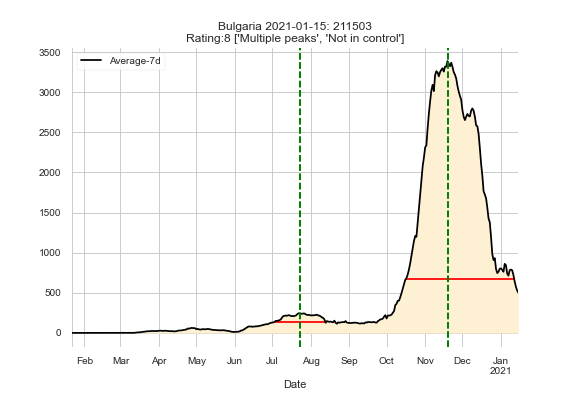 Bulgaria 2021-01-15: 211503
Rating:8 ['Multiple peaks', 'Not in control']
Average-7d
3500
3000
2500
2000
1500
1000
500
0
Feb Mar Apr May Jun Jul Aug Sep Oct Nov Dec Jan
2021
Date